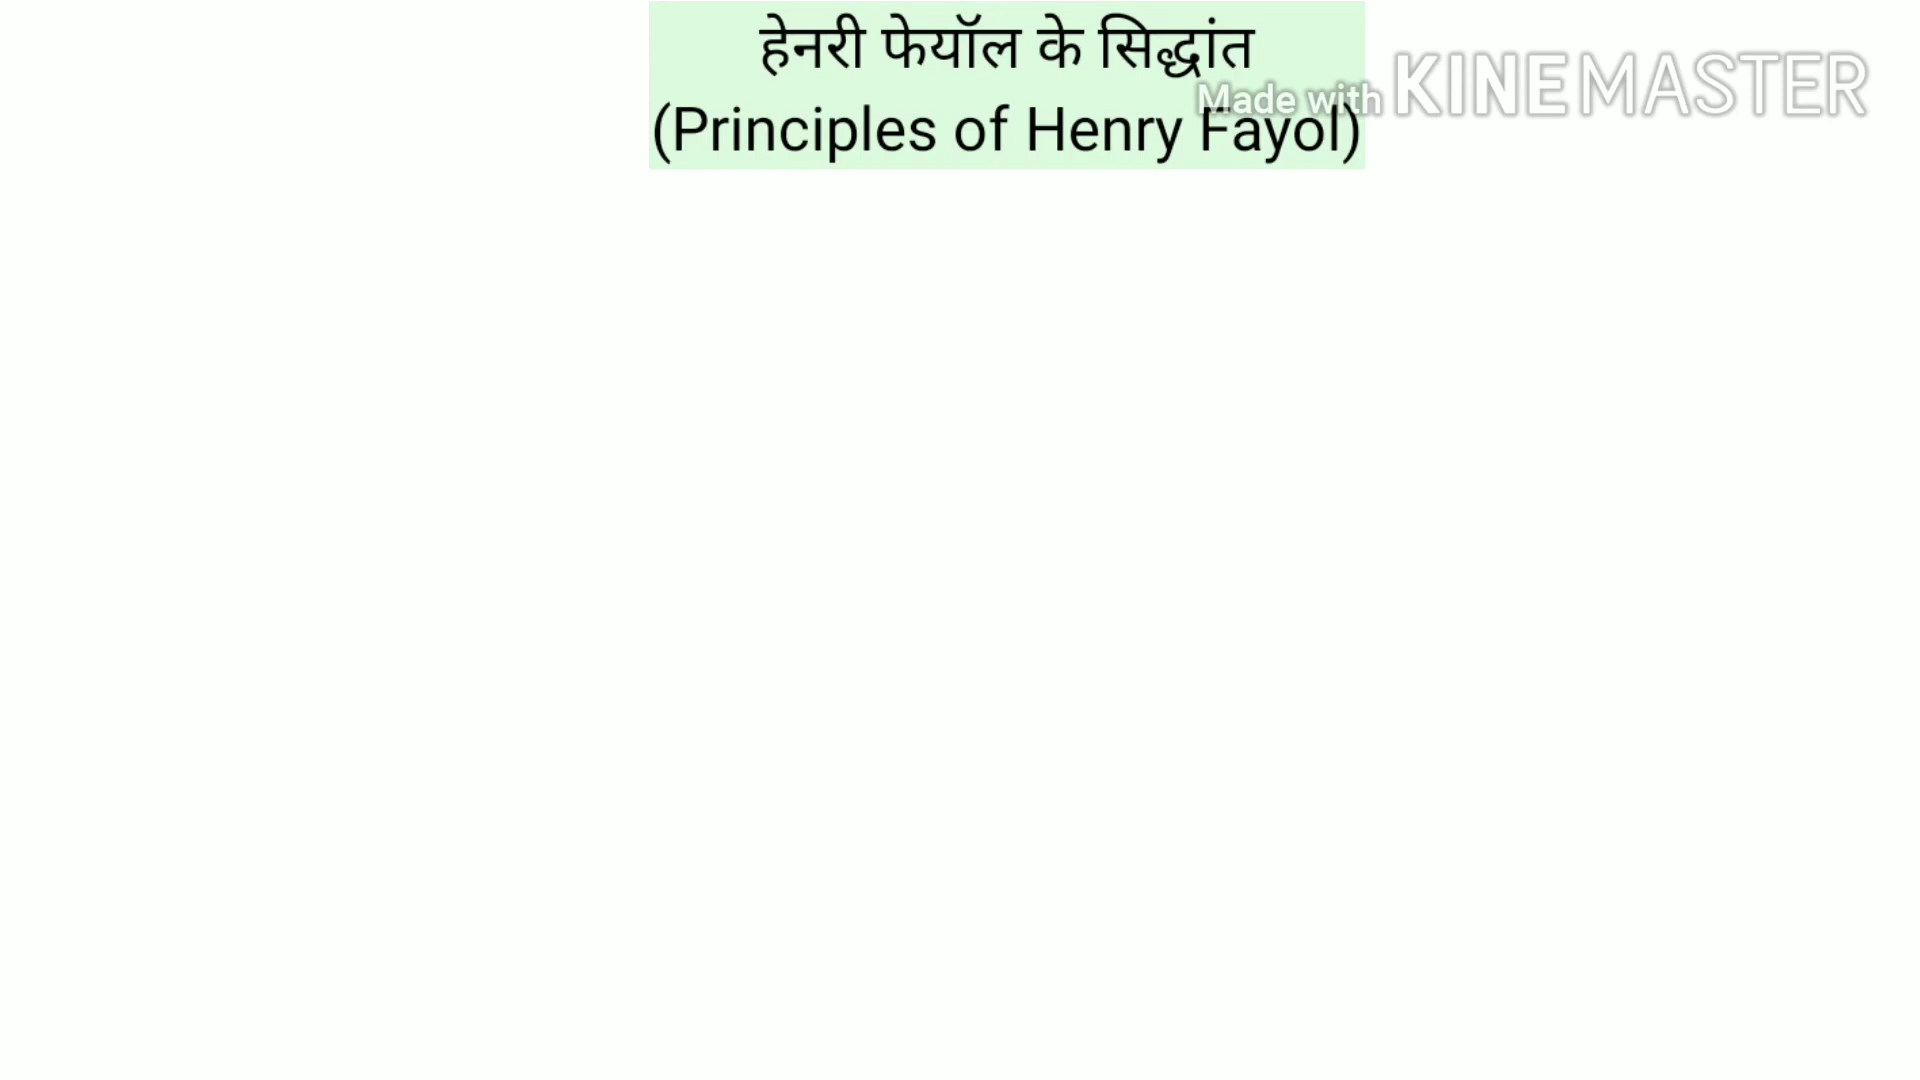 हेनरी फेयॉल के सिद्धांत
(Principles of Henry Fayol)
Made with KINEMASTER